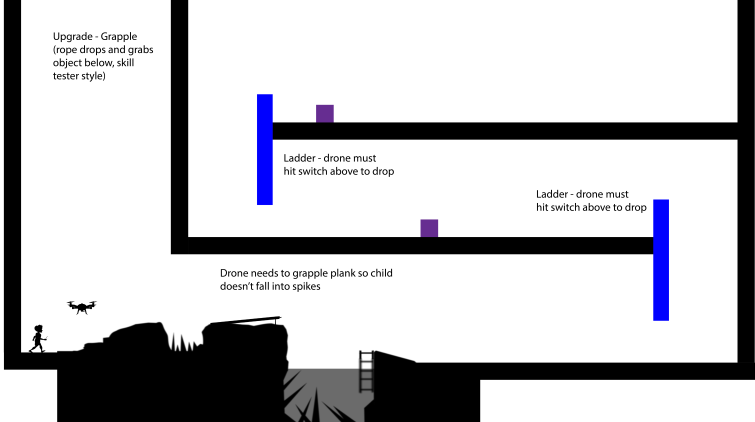 Upgrade - Grapple
(rope drops and grabs
object below, skill
tester style)
Ladder - drone must
hit switch above to drop
Ladder - drone must
hit switch above to drop
Drone needs to grapple plank so child
doesn't fall into spikes